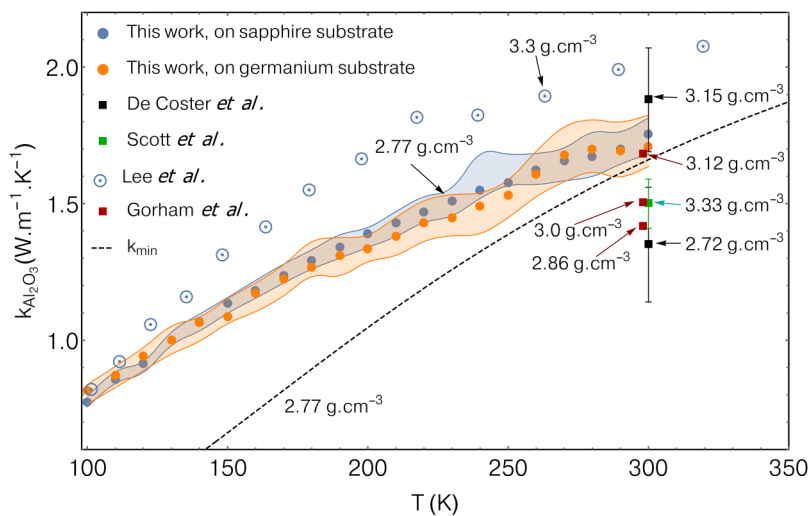 This work, on sapphire substrate
This work, on germanium substrate
De Coster et al.
Scott et al.
Lee et al.
Gorham et al.
k_min
3.3 g.cm⁻³
2.77 g.cm⁻³
3.15 g.cm⁻³
3.12 g.cm⁻³
3.33 g.cm⁻³
3.0 g.cm⁻³
2.72 g.cm⁻³
2.86 g.cm⁻³
2.77 g.cm⁻³
k_Al₂O₃(W.m⁻¹.K⁻¹)
2.0
1.5
1.0
100 150 200 250 300 350
T (K)